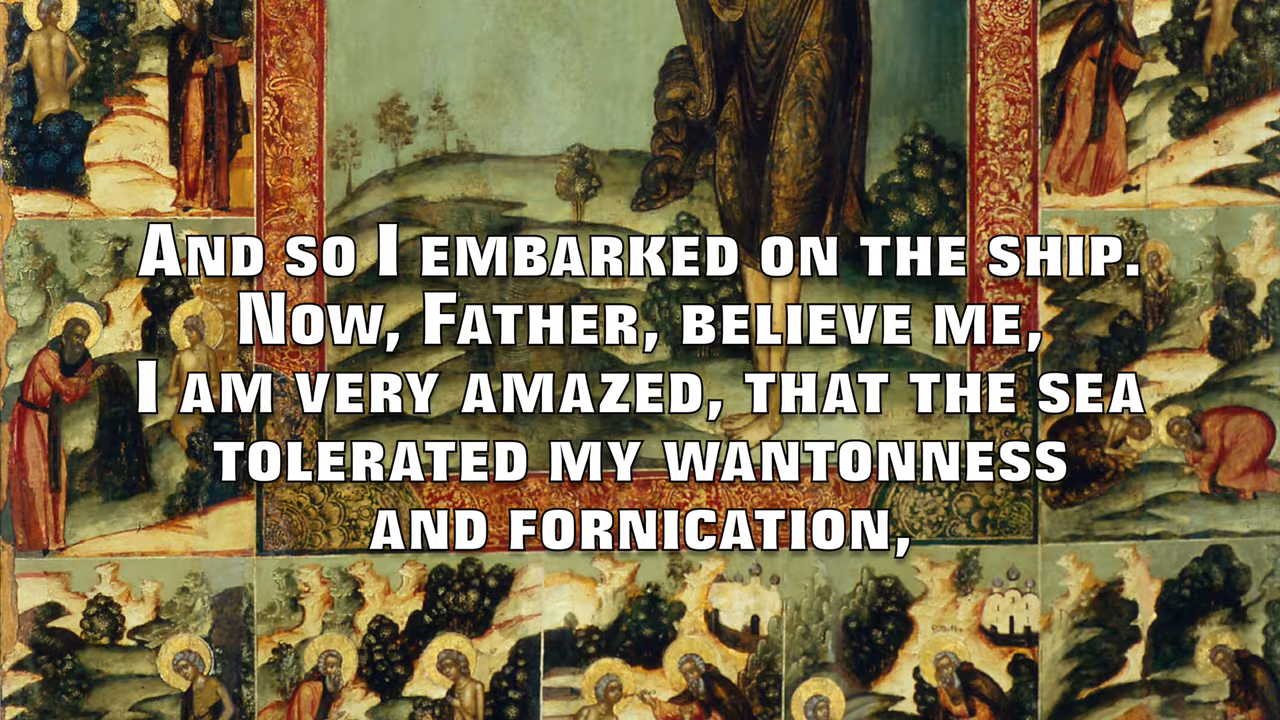 And so I embarked on the ship.
Now, Father, believe me,
I am very amazed, that the sea
tolerated my wantonness
and fornication,